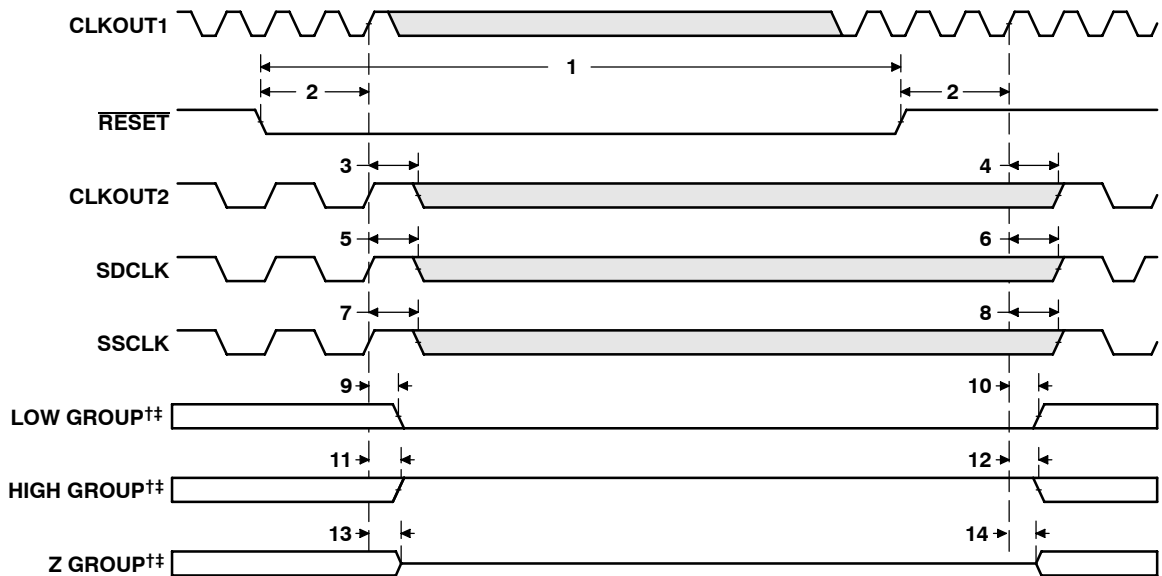 CLKOUT1
1
2 2
RESET
3 4
CLKOUT2
5 6
SDCLK
7 8
SSCLK
9 10
LOW GROUP†‡
11 12
HIGH GROUP†‡
13 14
Z GROUP†‡